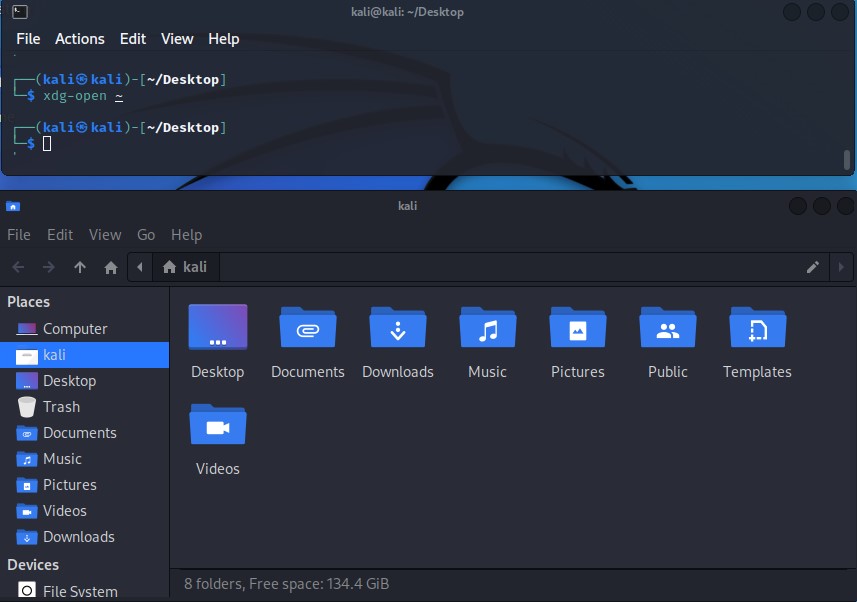 kali@kali: ~/Desktop
File Actions Edit View Help
┌──(kali㉿kali)-[~/Desktop]
└─$ xdg-open ~
┌──(kali㉿kali)-[~/Desktop]
└─$
kali
File Edit View Go Help
kali
Places
Computer
kali
Desktop
Trash
Documents
Music
Pictures
Videos
Downloads
Devices
File System
Desktop Documents Downloads Music Pictures Public Templates
Videos
8 folders, Free space: 134.4 GiB